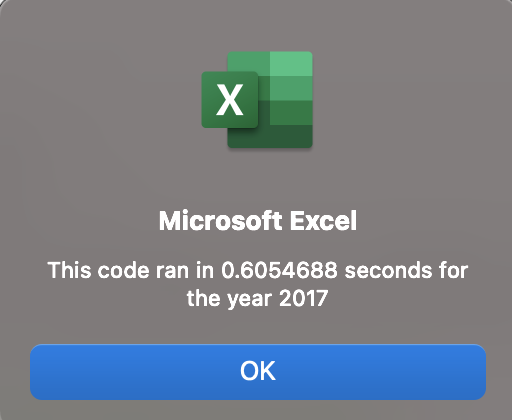 X
Microsoft Excel
This code ran in 0.6054688 seconds for
the year 2017
OK